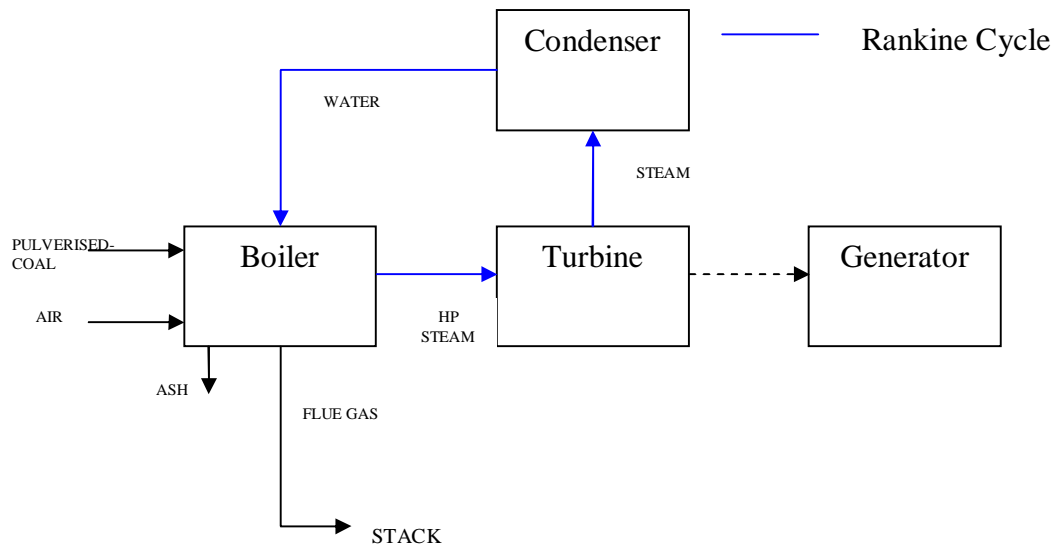 Condenser
Rankine Cycle
WATER
STEAM
PULVERISED-
COAL
Boiler
Turbine
Generator
AIR
HP
STEAM
ASH
FLUE GAS
STACK